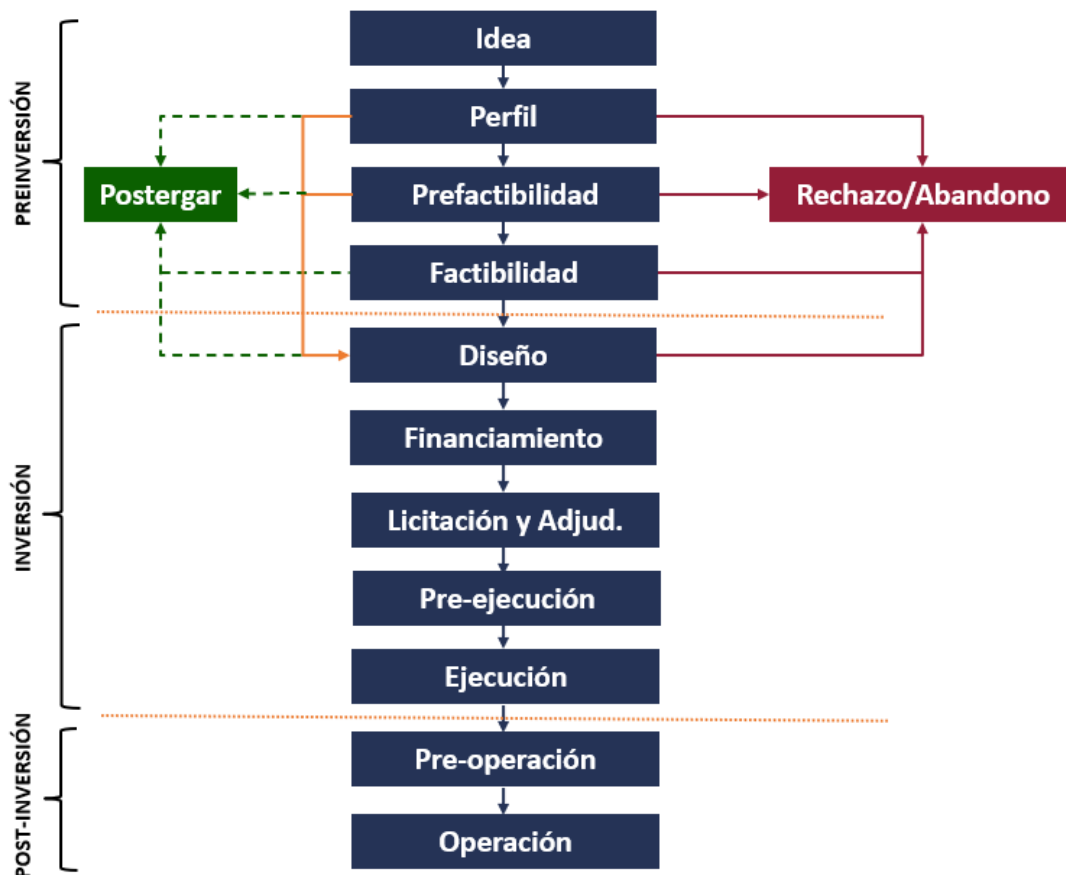 PREINVERSIÓN
Idea
Perfil
Postergar
Prefactibilidad
Rechazo/Abandono
Factibilidad
INVERSIÓN
Diseño
Financiamiento
Licitación y Adjud.
Pre-ejecución
Ejecución
POST-INVERSIÓN
Pre-operación
Operación